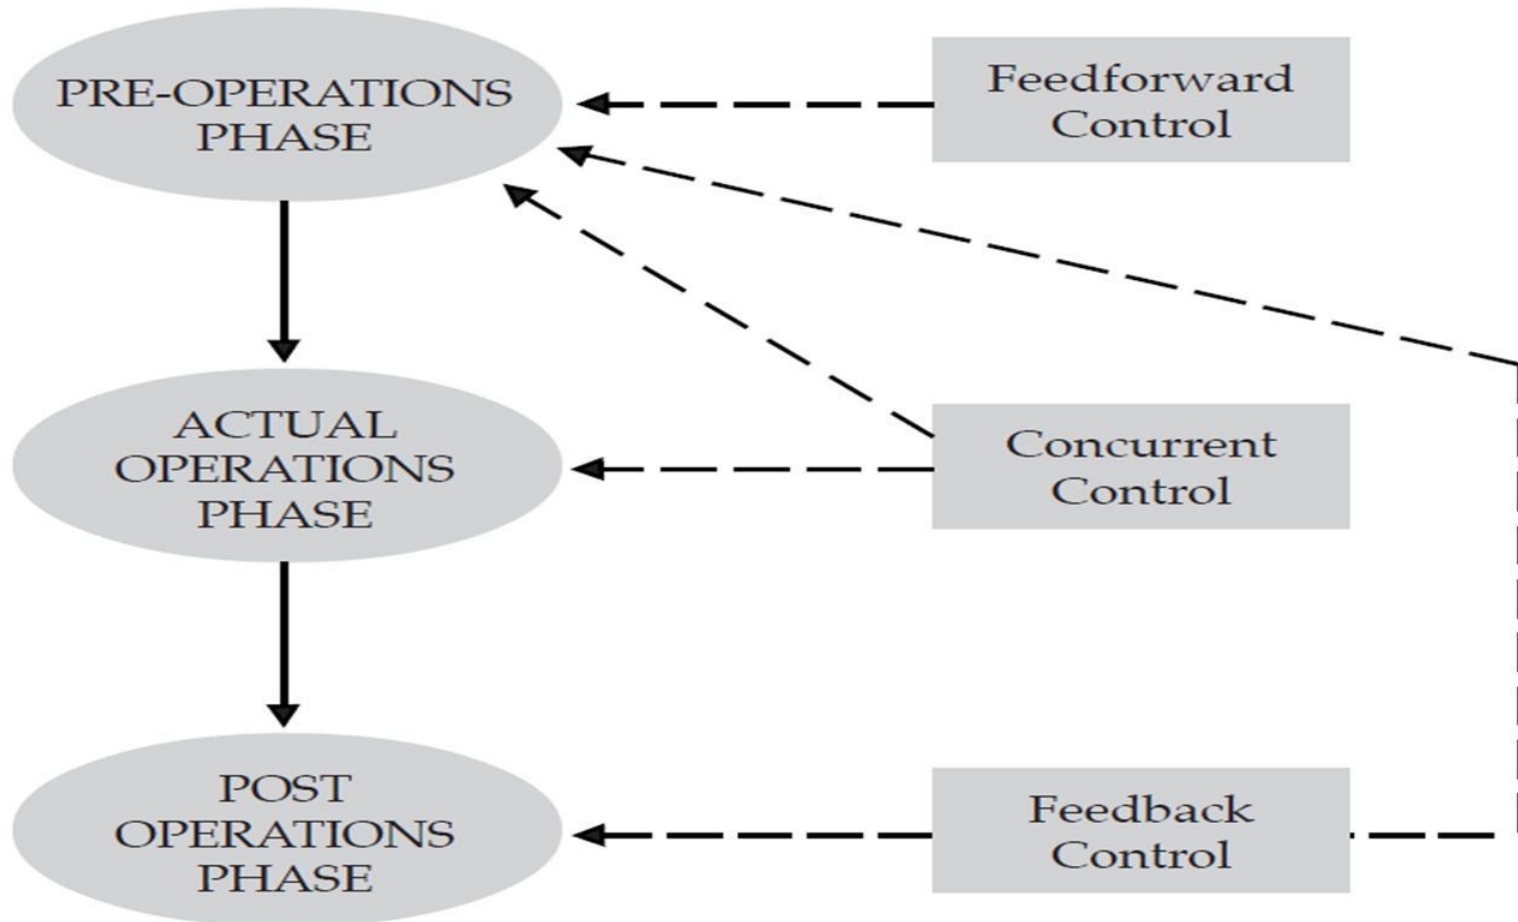 PRE-OPERATIONS
PHASE
Feedforward
Control
ACTUAL
OPERATIONS
PHASE
Concurrent
Control
POST
OPERATIONS
PHASE
Feedback
Control